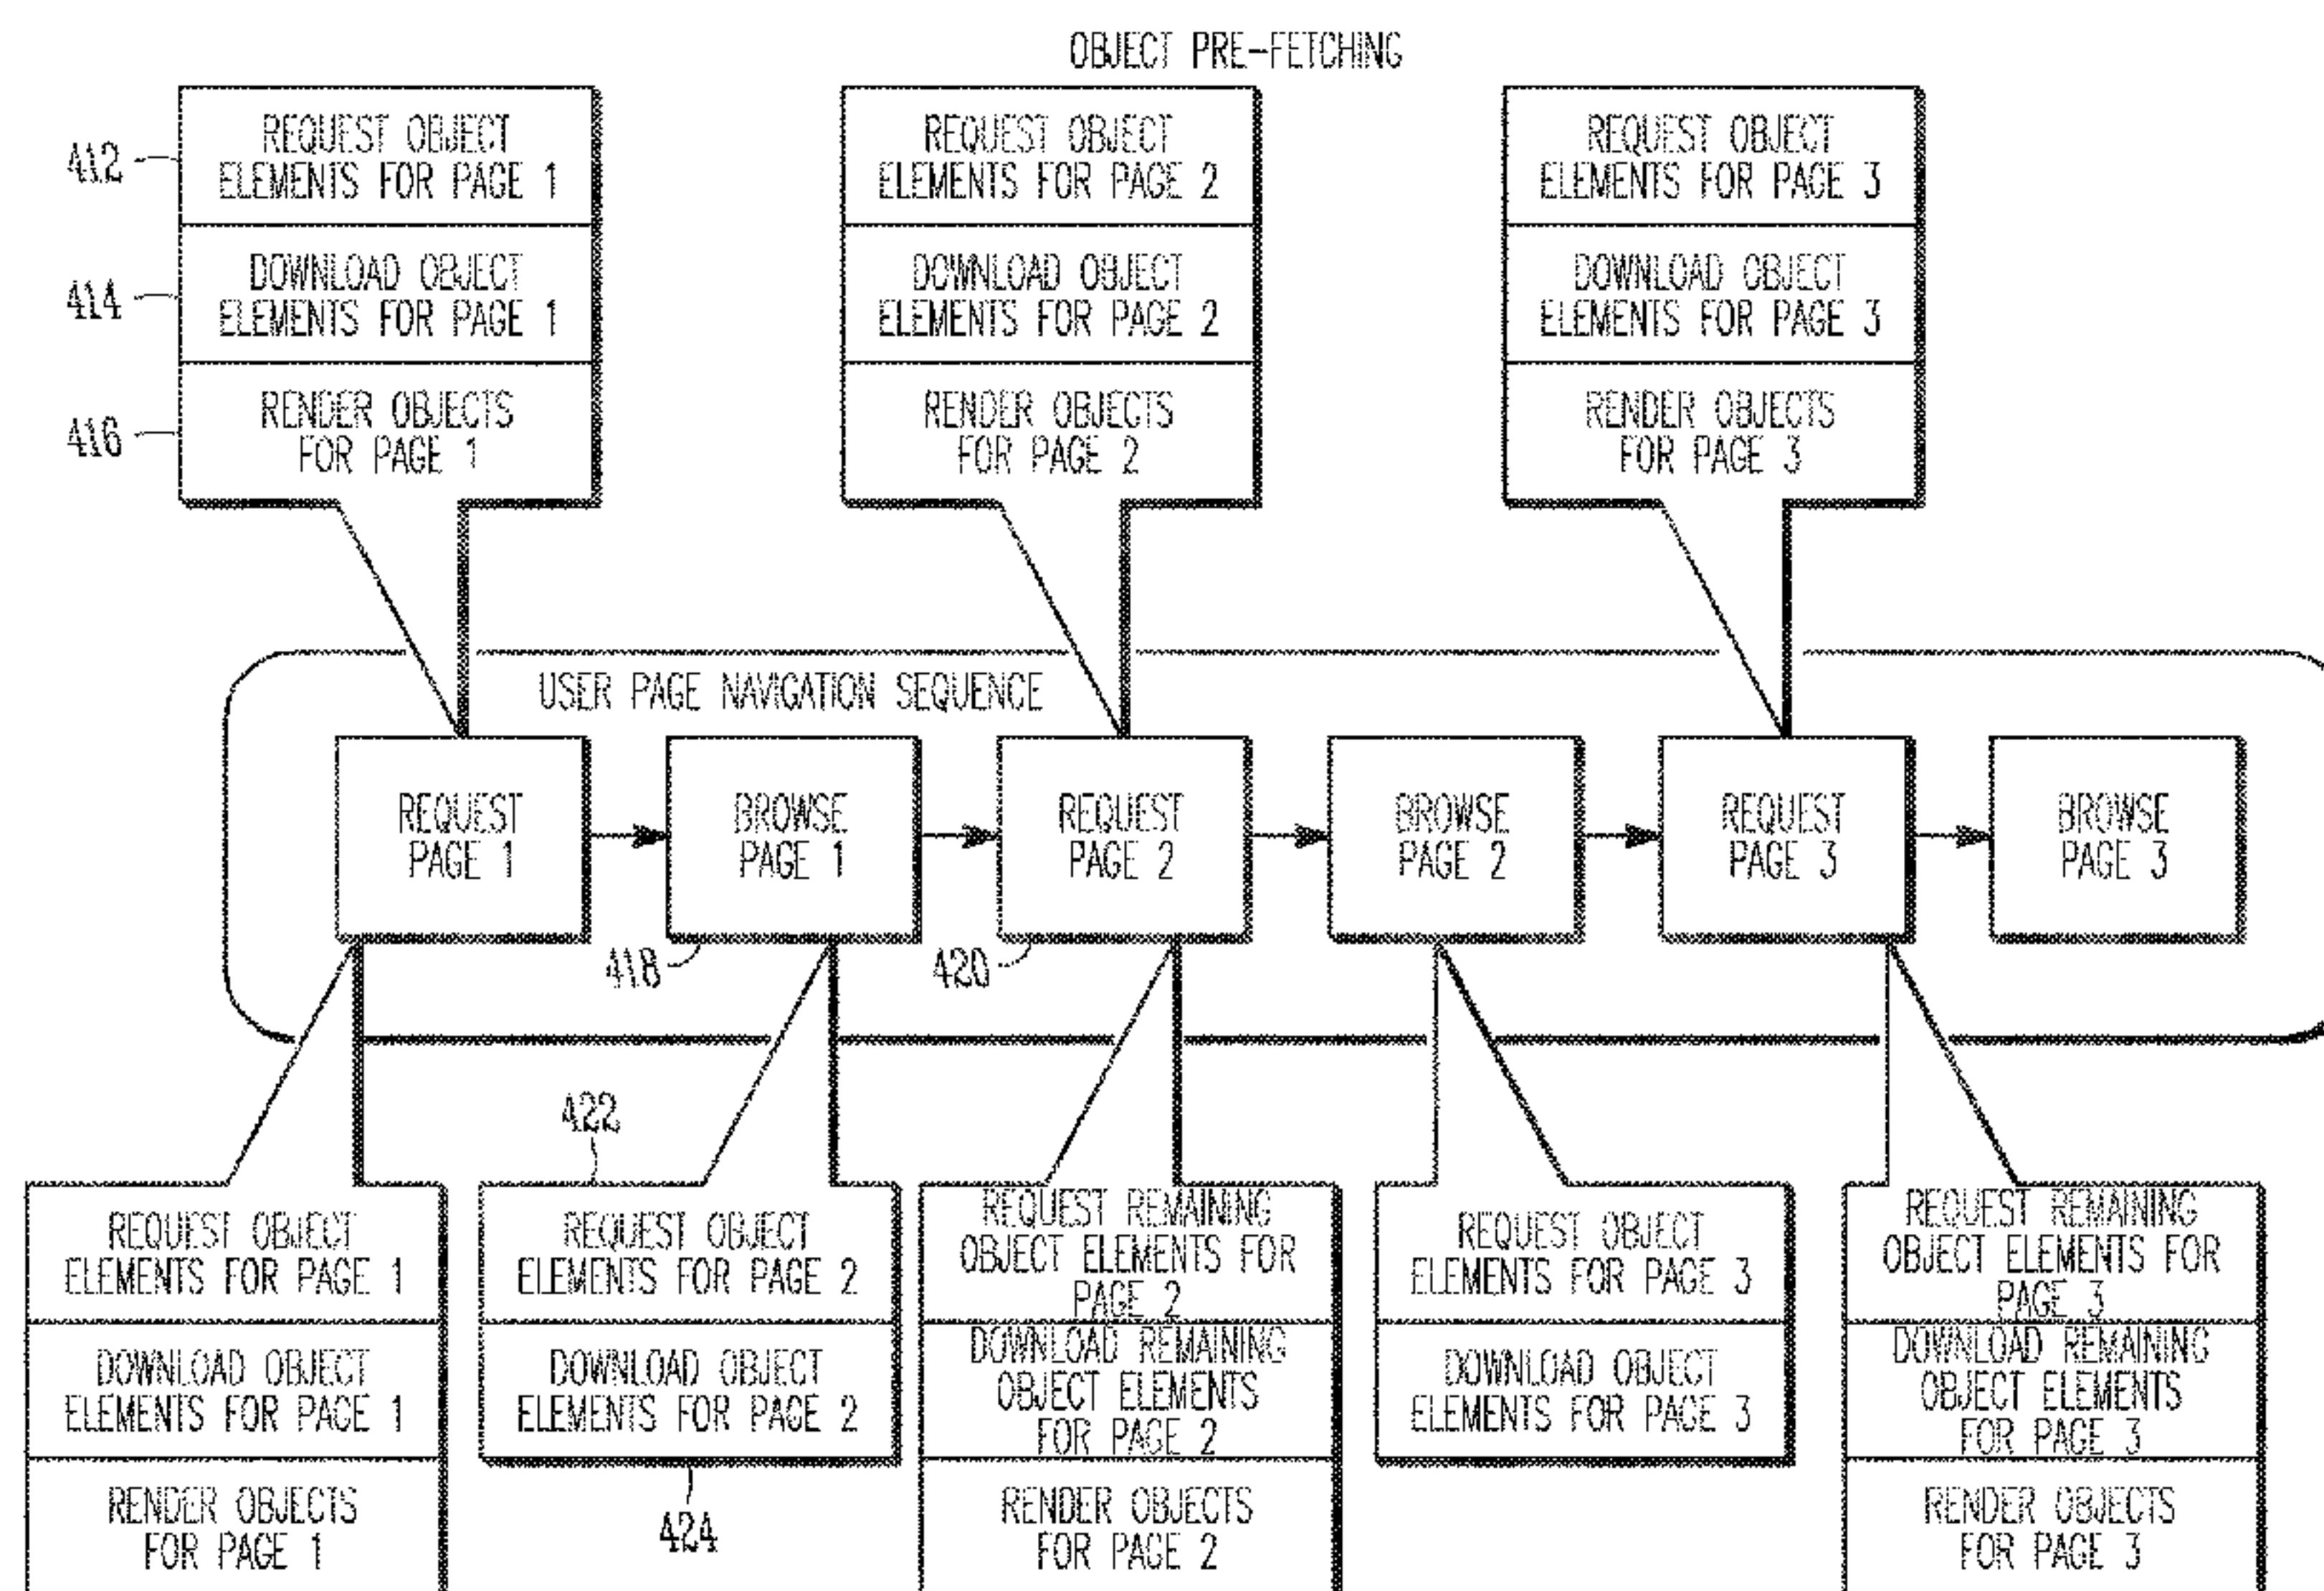 OBJECT PRE-FETCHING
412
REQUEST OBJECT
ELEMENTS FOR PAGE 1
414
DOWNLOAD OBJECT
ELEMENTS FOR PAGE 1
416
RENDER OBJECTS
FOR PAGE 1
REQUEST OBJECT
ELEMENTS FOR PAGE 2
DOWNLOAD OBJECT
ELEMENTS FOR PAGE 2
RENDER OBJECTS
FOR PAGE 2
REQUEST OBJECT
ELEMENTS FOR PAGE 3
DOWNLOAD OBJECT
ELEMENTS FOR PAGE 3
RENDER OBJECTS
FOR PAGE 3
USER PAGE NAVIGATION SEQUENCE
REQUEST
PAGE 1
BROWSE
PAGE 1
418
REQUEST
PAGE 2
420
BROWSE
PAGE 2
REQUEST
PAGE 3
BROWSE
PAGE 3
REQUEST OBJECT
ELEMENTS FOR PAGE 1
DOWNLOAD OBJECT
ELEMENTS FOR PAGE 1
RENDER OBJECTS
FOR PAGE 1
422
REQUEST OBJECT
ELEMENTS FOR PAGE 2
DOWNLOAD OBJECT
ELEMENTS FOR PAGE 2
424
REQUEST REMAINING
OBJECT ELEMENTS FOR
PAGE 2
DOWNLOAD REMAINING
OBJECT ELEMENTS
FOR PAGE 2
RENDER OBJECTS
FOR PAGE 2
REQUEST OBJECT
ELEMENTS FOR PAGE 3
DOWNLOAD OBJECT
ELEMENTS FOR PAGE 3
REQUEST REMAINING
OBJECT ELEMENTS FOR
PAGE 3
DOWNLOAD REMAINING
OBJECT ELEMENTS
FOR PAGE 3
RENDER OBJECTS
FOR PAGE 3